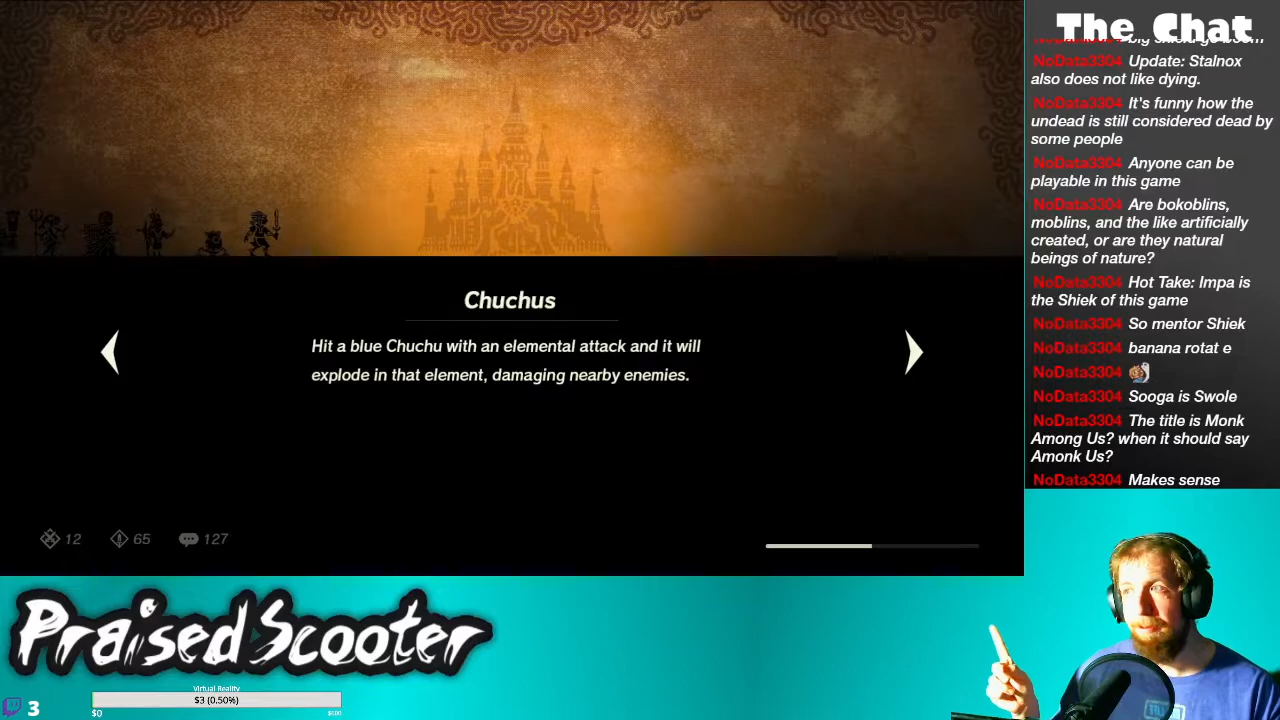 The Chat
NoData3304 Update: Stalnox
also does not like dying.
NoData3304 It's funny how the
undead is still considered dead by
some people
NoData3304 Anyone can be
playable in this game
NoData3304 Are bokoblins,
moblins, and the like artificially
created, or are they natural
beings of nature?
NoData3304 Hot Take: Impa is
the Shiek of this game
NoData3304 So mentor Shiek
NoData3304 banana rotat e
NoData3304
NoData3304 Sooga is Swole
NoData3304 The title is Monk
Among Us? when it should say
Amonk Us?
NoData3304 Makes sense
Chuchus
Hit a blue Chuchu with an elemental attack and it will
explode in that element, damaging nearby enemies.
12 65 127
PraisedScooter
Virtual Reality
$3 (0.50%)
3
$0